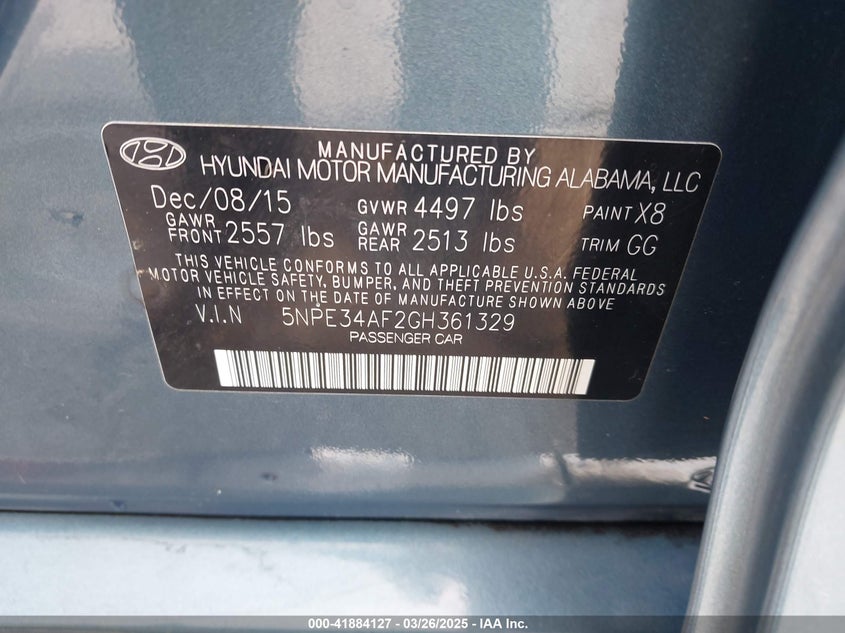 MANUFACTURED BY
HYUNDAI MOTOR MANUFACTURING ALABAMA, LLC
Dec/08/15 GVWR 4497 lbs PAINT X8
GAWR FRONT 2557 lbs GAWR REAR 2513 lbs TRIM GG
THIS VEHICLE CONFORMS TO ALL APPLICABLE U.S.A. FEDERAL
MOTOR VEHICLE SAFETY, BUMPER, AND THEFT PREVENTION STANDARDS
IN EFFECT ON THE DATE OF MANUFACTURE SHOWN ABOVE
V.I.N 5NPE34AF2GH361329
PASSENGER CAR
000-41884127 - 03/26/2025 - IAA Inc.